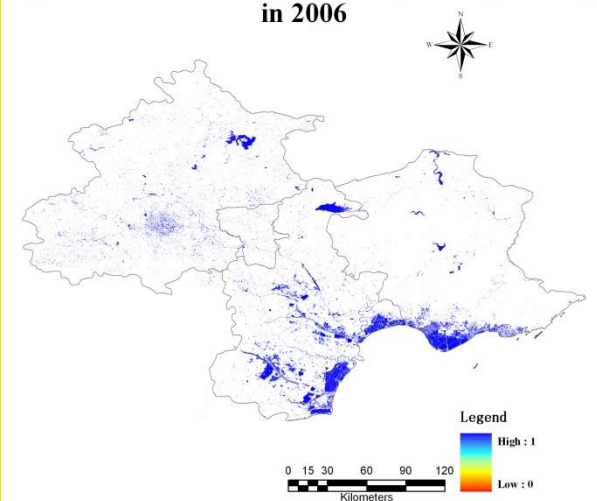 in 2006
N
W E
S
Legend
High : 1
Low : 0
0 15 30 60 90 120
Kilometers